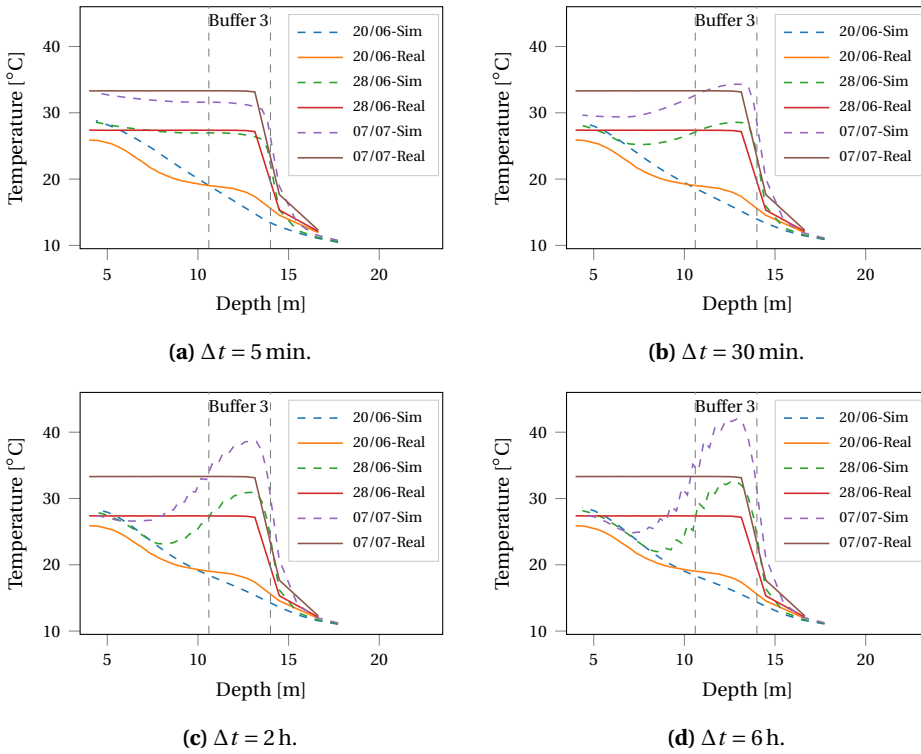 Buffer 3
Temperature [°C]
40
30
20
10
5
10
15
20
Depth [m]
20/06-Sim
20/06-Real
28/06-Sim
28/06-Real
07/07-Sim
07/07-Real
(a) Δt = 5 min.
Buffer 3
Temperature [°C]
40
30
20
10
5
10
15
20
Depth [m]
20/06-Sim
20/06-Real
28/06-Sim
28/06-Real
07/07-Sim
07/07-Real
(b) Δt = 30 min.
Buffer 3
Temperature [°C]
40
30
20
10
5
10
15
20
Depth [m]
20/06-Sim
20/06-Real
28/06-Sim
28/06-Real
07/07-Sim
07/07-Real
(c) Δt = 2 h.
Buffer 3
Temperature [°C]
40
30
20
10
5
10
15
20
Depth [m]
20/06-Sim
20/06-Real
28/06-Sim
28/06-Real
07/07-Sim
07/07-Real
(d) Δt = 6 h.